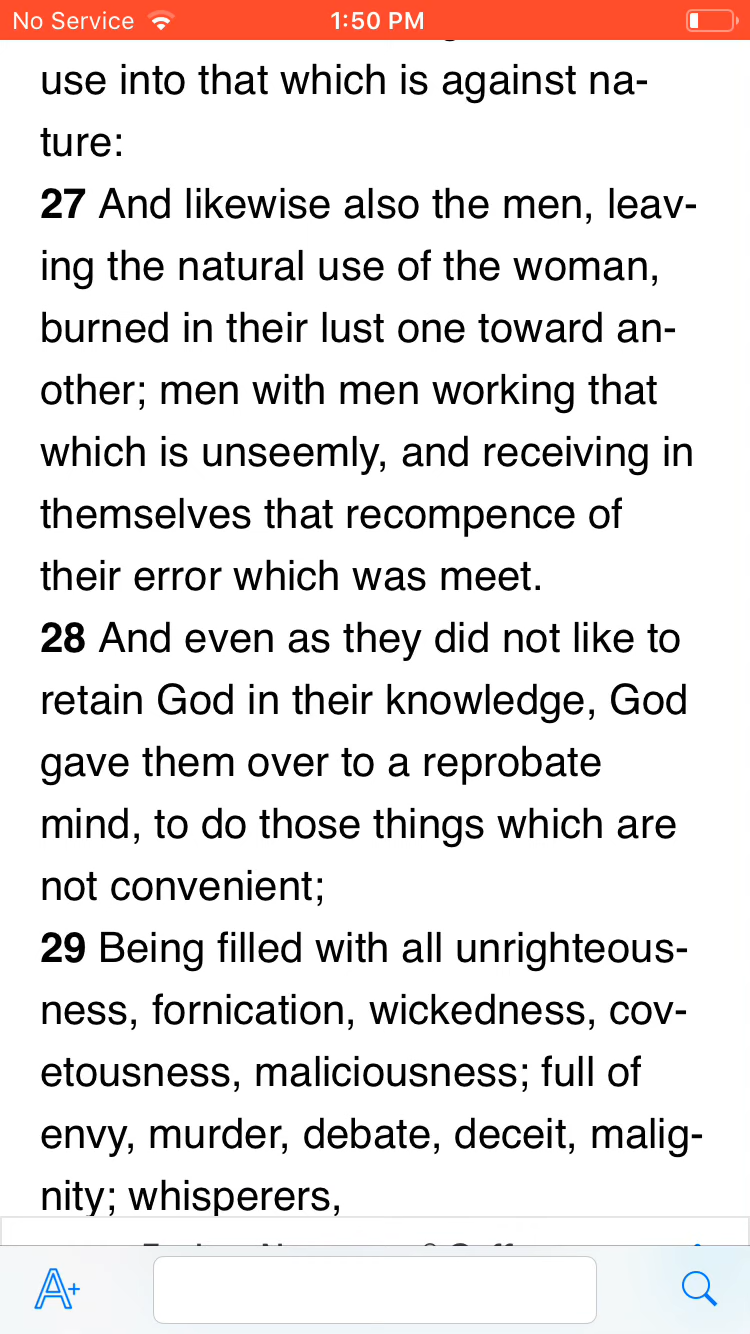 No Service 1:50 PM
use into that which is against na-
ture:
27 And likewise also the men, leav-
ing the natural use of the woman,
burned in their lust one toward an-
other; men with men working that
which is unseemly, and receiving in
themselves that recompence of
their error which was meet.
28 And even as they did not like to
retain God in their knowledge, God
gave them over to a reprobate
mind, to do those things which are
not convenient;
29 Being filled with all unrighteous-
ness, fornication, wickedness, cov-
etousness, maliciousness; full of
envy, murder, debate, deceit, malig-
nity; whisperers,
A+